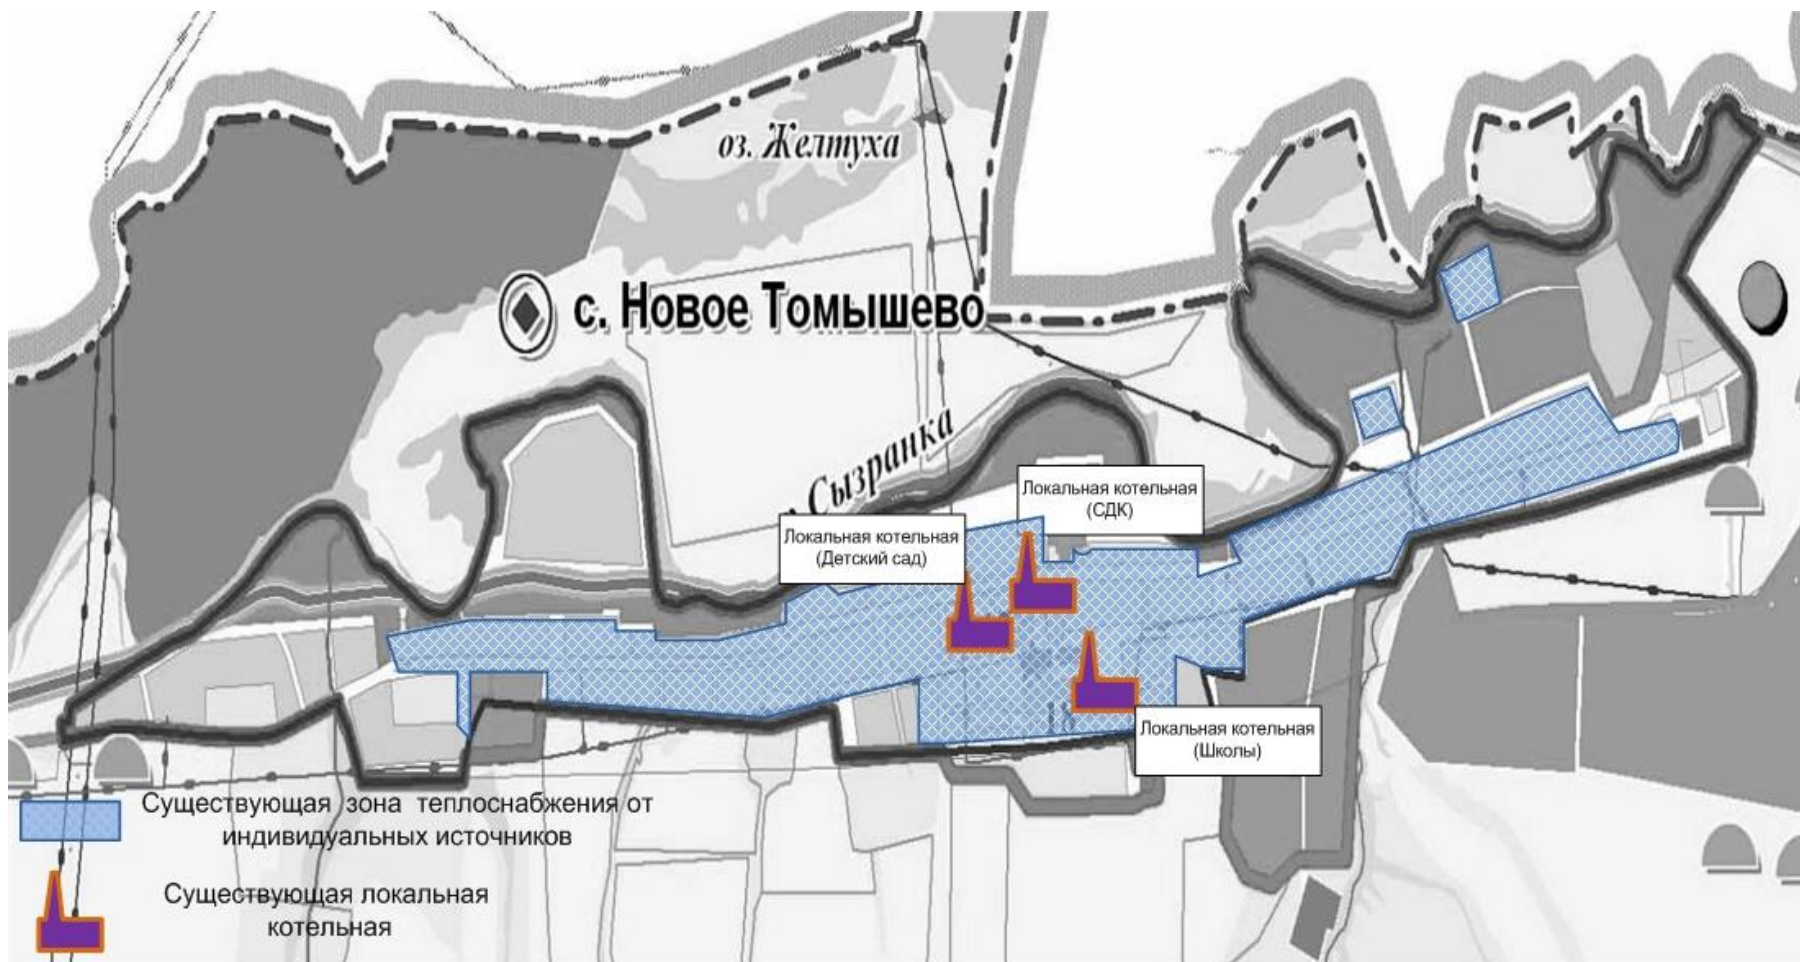 оз. Желтуха
с. Новое Томышево
Сызранка
Локальная котельная
(СДК)
Локальная котельная
(Детский сад)
Локальная котельная
(Школы)
Существующая зона теплоснабжения от
индивидуальных источников
Существующая локальная
котельная